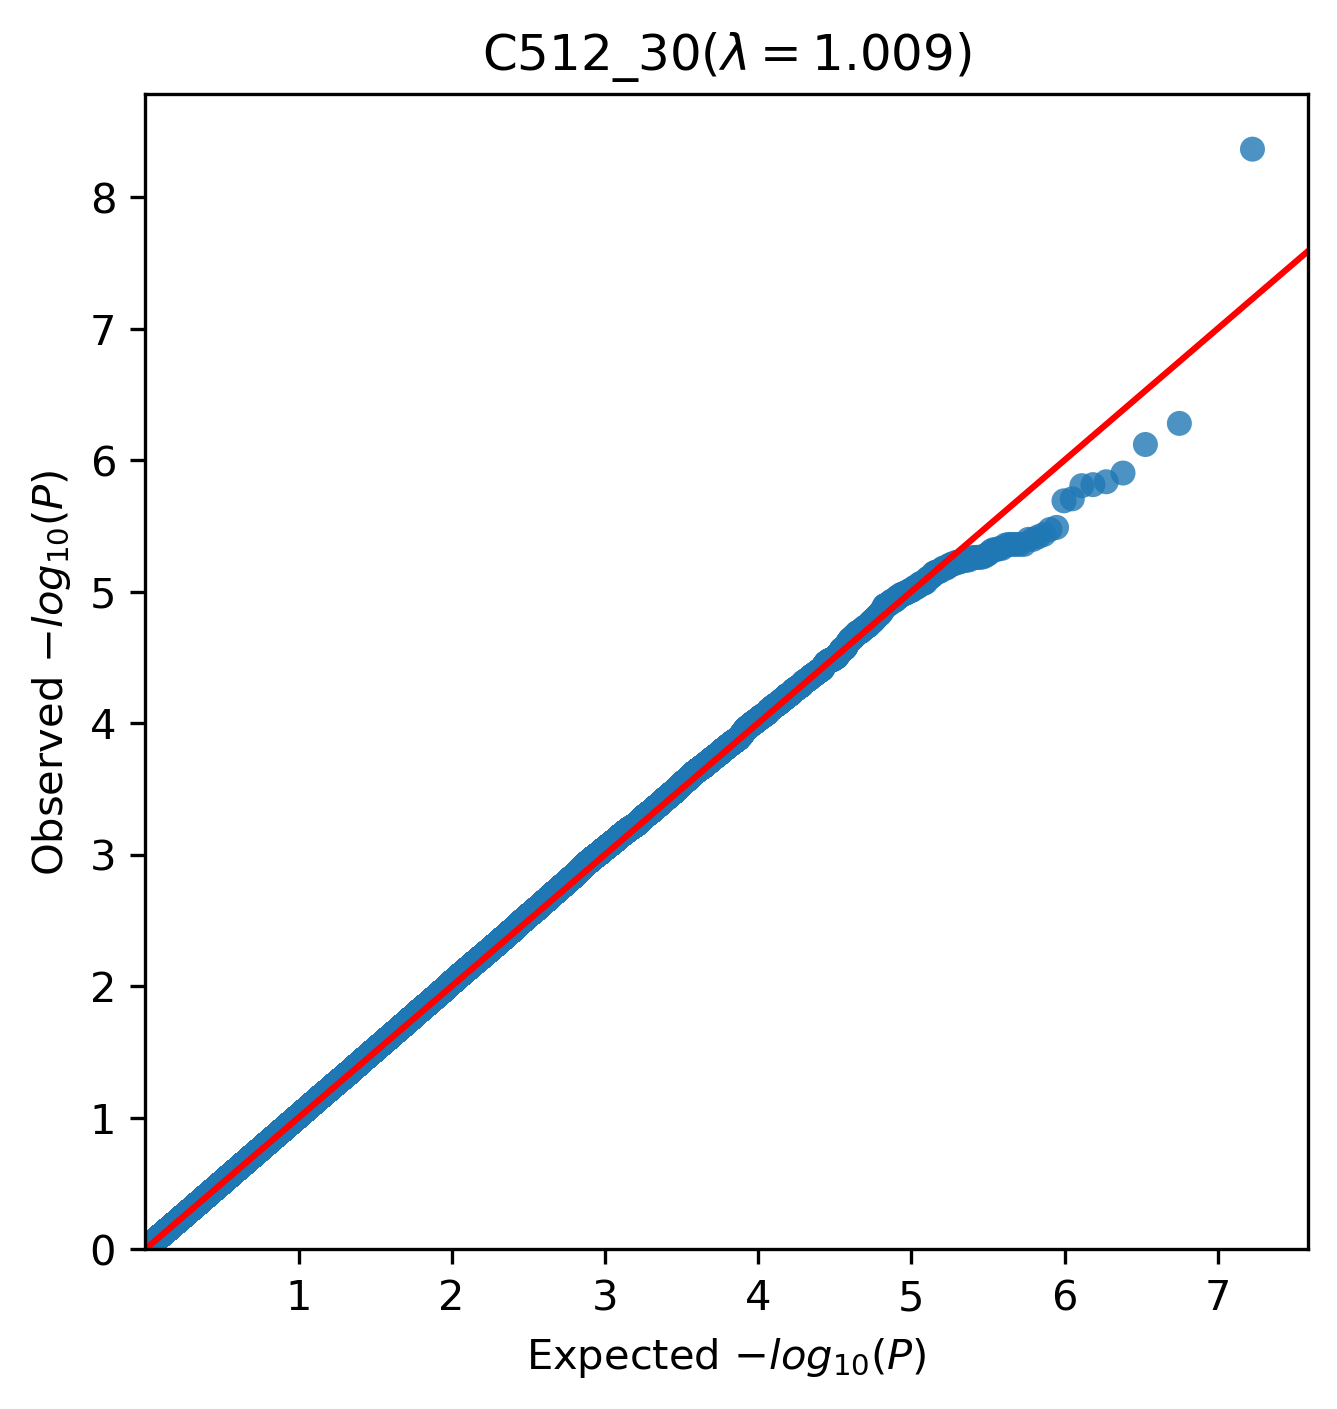 C512_30(λ = 1.009)
Observed −log10(P)
8
7
6
5
4
3
2
1
0
1 2 3 4 5 6 7
Expected −log10(P)